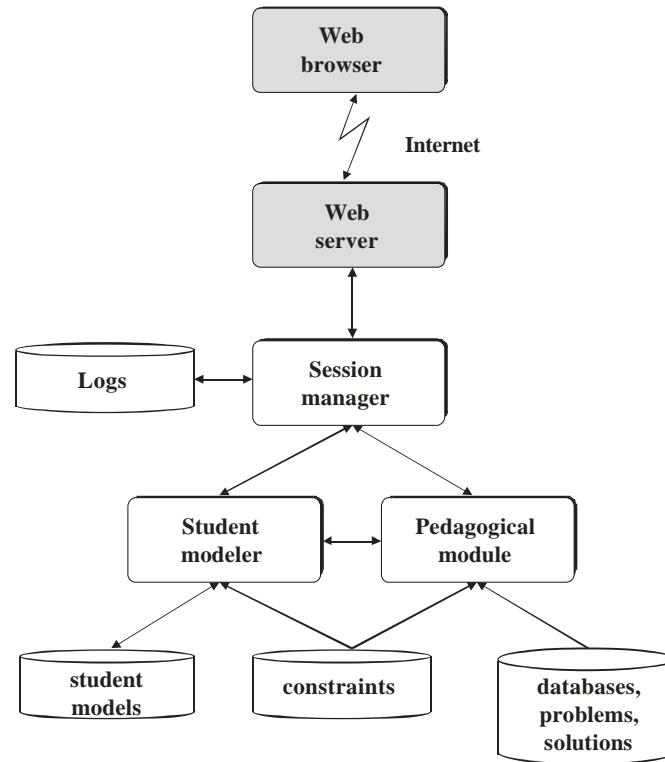 Web
browser
Internet
Web
server
Logs
Session
manager
Student
modeler
Pedagogical
module
student
models
constraints
databases,
problems,
solutions